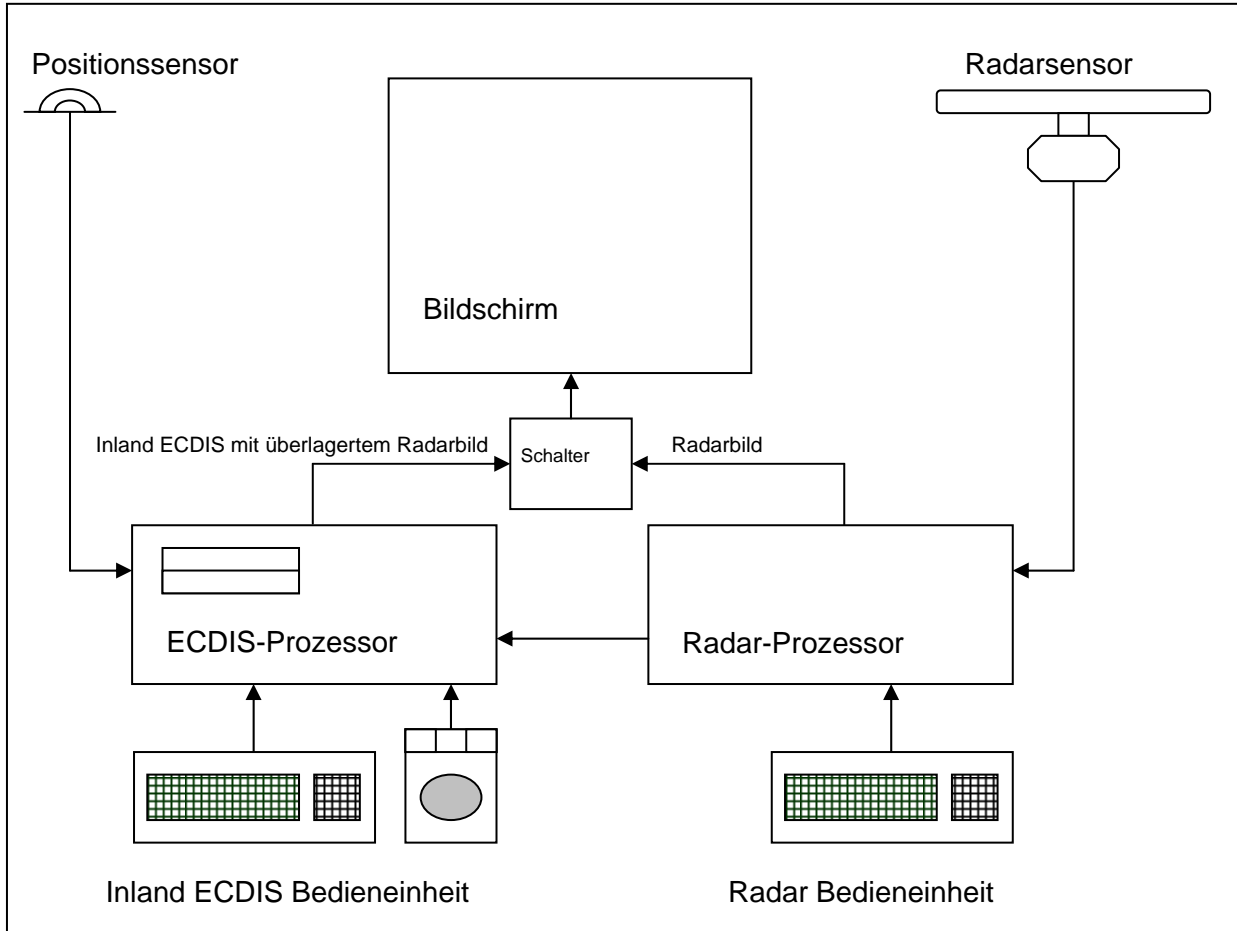 Positionssensor
Radarsensor
Bildschirm
Inland ECDIS mit überlagertem Radarbild
Schalter
Radarbild
ECDIS-Prozessor
Radar-Prozessor
Inland ECDIS Bedieneinheit
Radar Bedieneinheit